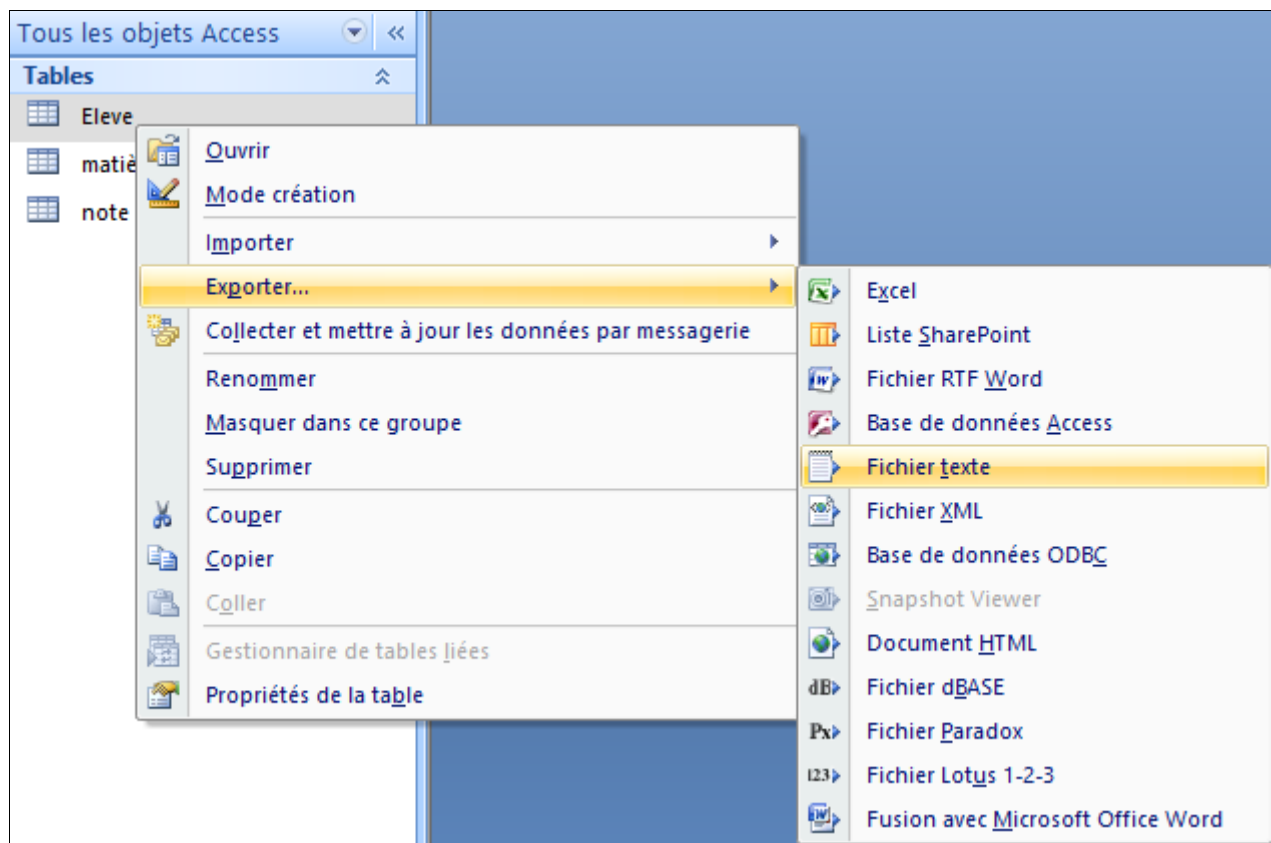 Tous les objets Access
Tables
Eleve
matiè
note
Ouvrir
Mode création
Importer
Exporter...
Collecter et mettre à jour les données par messagerie
Renommer
Masquer dans ce groupe
Supprimer
Couper
Copier
Coller
Gestionnaire de tables liées
Propriétés de la table
Excel
Liste SharePoint
Fichier RTF Word
Base de données Access
Fichier texte
Fichier XML
Base de données ODBC
Snapshot Viewer
Document HTML
dB Fichier dBASE
Px Fichier Paradox
123 Fichier Lotus 1-2-3
Fusion avec Microsoft Office Word